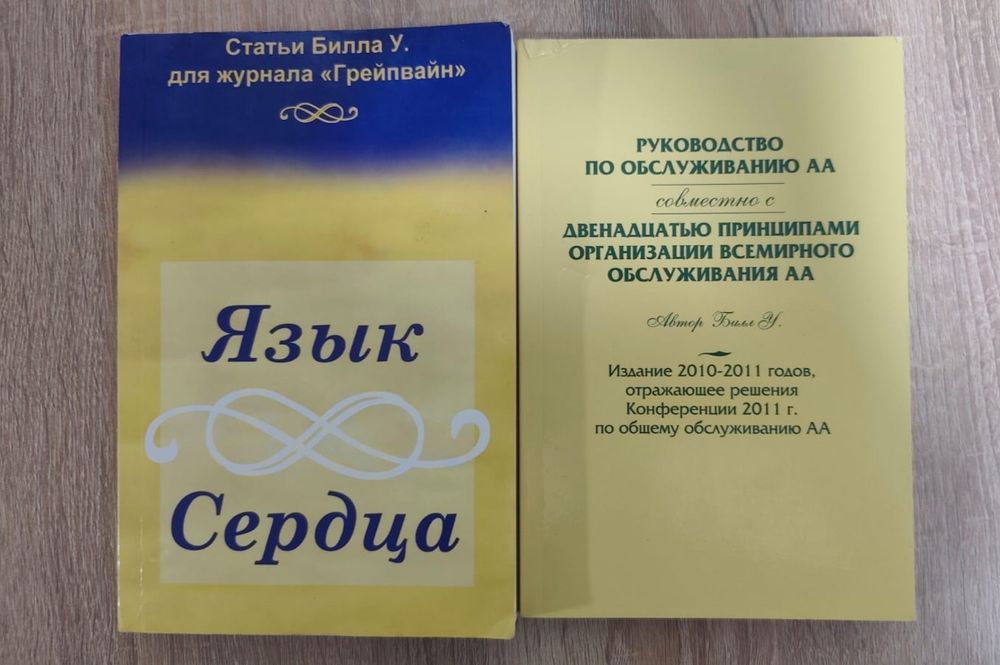 Статьи Билла У.
для журнала «Грейпвайн»
Язык
Сердца
РУКОВОДСТВО
ПО ОБСЛУЖИВАНИЮ АА
совместно с
ДВЕНАДЦАТЬЮ ПРИНЦИПАМИ
ОРГАНИЗАЦИИ ВСЕМИРНОГО
ОБСЛУЖИВАНИЯ АА
Автор Билл У.
Издание 2010-2011 годов,
отражающее решения
Конференции 2011 г.
по общему обслуживанию АА